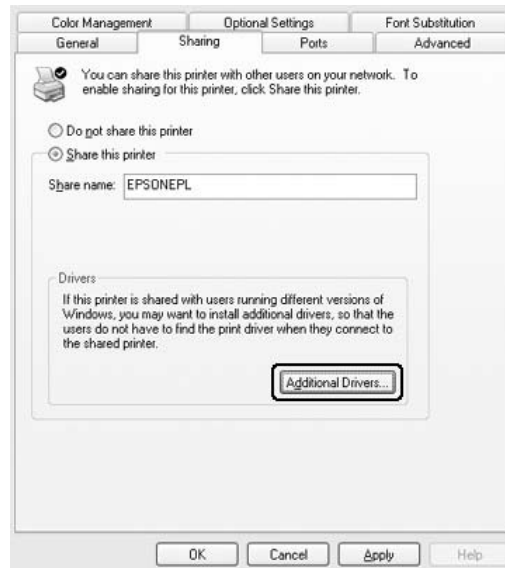 Color Management Optional Settings Font Substitution
General Sharing Ports Advanced
You can share this printer with other users on your network. To
enable sharing for this printer, click Share this printer.
Do not share this printer
Share this printer
Share name: EPSONEPL
Drivers
If this printer is shared with users running different versions of
Windows, you may want to install additional drivers, so that the
users do not have to find the print driver when they connect to
the shared printer.
Additional Drivers...
OK Cancel Apply Help